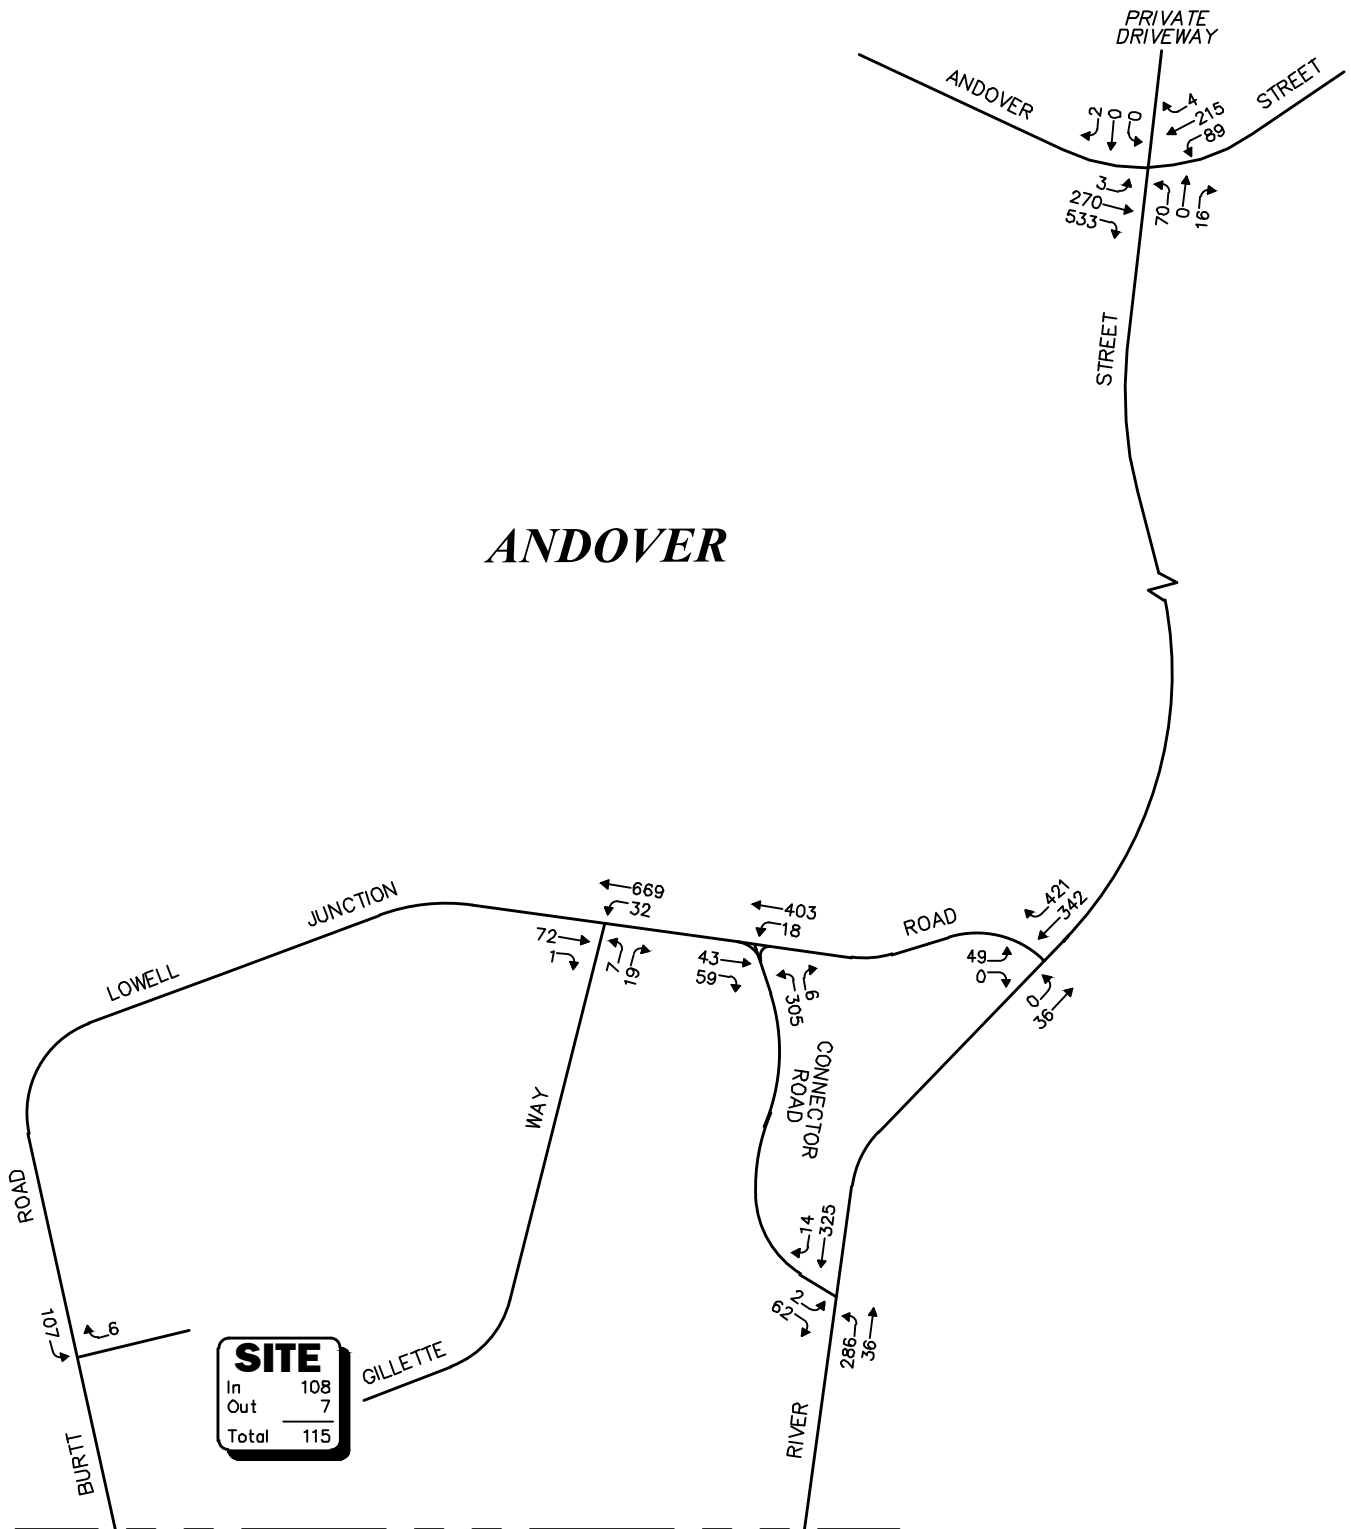 PRIVATE
DRIVEWAY
ANDOVER
STREET
2
0
0
4
215
89
3
270
533
70
0
16
STREET
ANDOVER
JUNCTION
669
32
403
18
ROAD
421
342
72
1
7
19
43
59
49
0
0
36
LOWELL
6
305
CONNECTOR
ROAD
WAY
ROAD
14
325
107
6
2
62
286
36
SITE
In 108
Out 7
Total 115
GILLETTE
RIVER
BURTT